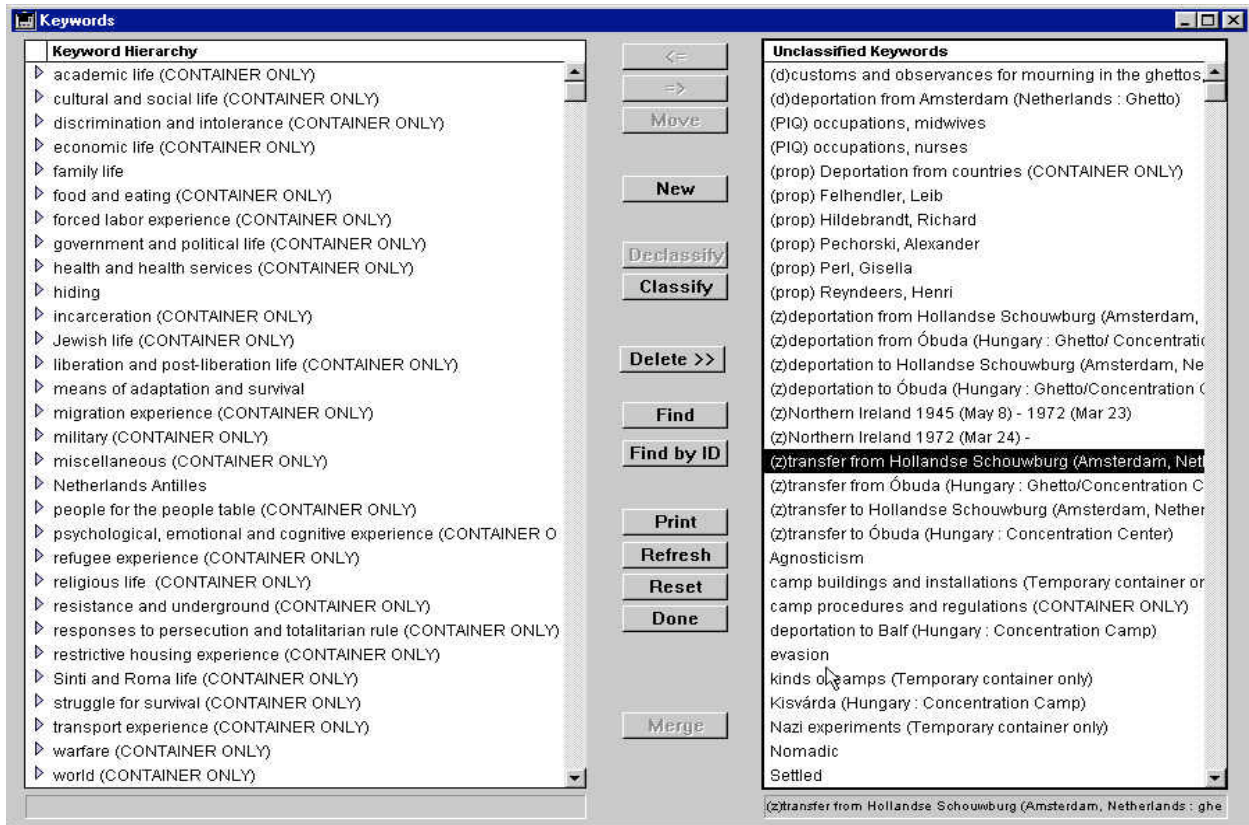 Keywords
Keyword Hierarchy
academic life (CONTAINER ONLY)
cultural and social life (CONTAINER ONLY)
discrimination and intolerance (CONTAINER ONLY)
economic life (CONTAINER ONLY)
family life
food and eating (CONTAINER ONLY)
forced labor experience (CONTAINER ONLY)
government and political life (CONTAINER ONLY)
health and health services (CONTAINER ONLY)
hiding
incarceration (CONTAINER ONLY)
Jewish life (CONTAINER ONLY)
liberation and post-liberation life (CONTAINER ONLY)
means of adaptation and survival
migration experience (CONTAINER ONLY)
military (CONTAINER ONLY)
miscellaneous (CONTAINER ONLY)
Netherlands Antilles
people for the people table (CONTAINER ONLY)
psychological, emotional and cognitive experience (CONTAINER O
refugee experience (CONTAINER ONLY)
religious life (CONTAINER ONLY)
resistance and underground (CONTAINER ONLY)
responses to persecution and totalitarian rule (CONTAINER ONLY)
restrictive housing experience (CONTAINER ONLY)
Sinti and Roma life (CONTAINER ONLY)
struggle for survival (CONTAINER ONLY)
transport experience (CONTAINER ONLY)
warfare (CONTAINER ONLY)
world (CONTAINER ONLY)
<=
=>
Move
New
Declassify
Classify
Delete >>
Find
Find by ID
Print
Refresh
Reset
Done
Merge
Unclassified Keywords
(d)customs and observances for mourning in the ghettos,
(d)deportation from Amsterdam (Netherlands : Ghetto)
(PIQ) occupations, midwives
(PIQ) occupations, nurses
(prop) Deportation from countries (CONTAINER ONLY)
(prop) Felhendler, Leib
(prop) Hildebrandt, Richard
(prop) Pechorski, Alexander
(prop) Perl, Gisella
(prop) Reyndeers, Henri
(z)deportation from Hollandse Schouwburg (Amsterdam,
(z)deportation from Óbuda (Hungary : Ghetto/ Concentratic
(z)deportation to Hollandse Schouwburg (Amsterdam, Ne
(z)deportation to Óbuda (Hungary : Ghetto/Concentration C
(z)Northern Ireland 1945 (May 8) - 1972 (Mar 23)
(z)Northern Ireland 1972 (Mar 24) -
(z)transfer from Hollandse Schouwburg (Amsterdam, Netl
(z)transfer from Óbuda (Hungary : Ghetto/Concentration C
(z)transfer to Hollandse Schouwburg (Amsterdam, Nether
(z)transfer to Óbuda (Hungary : Concentration Center)
Agnosticism
camp buildings and installations (Temporary container or
camp procedures and regulations (CONTAINER ONLY)
deportation to Balf (Hungary : Concentration Camp)
evasion
kinds of camps (Temporary container only)
Kisvárda (Hungary : Concentration Camp)
Nazi experiments (Temporary container only)
Nomadic
Settled
(z)transfer from Hollandse Schouwburg (Amsterdam, Netherlands : ghe